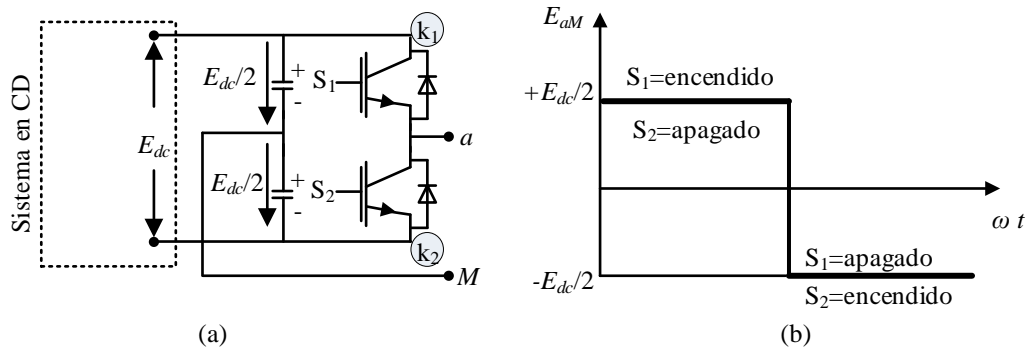 Sistema en CD
E_dc
E_dc/2
+
-
E_dc/2
+
-
S₁
S₂
k₁
k₂
a
M
(a)
E_aM
+E_dc/2
S₁=encendido
S₂=apagado
ω t
-E_dc/2
S₁=apagado
S₂=encendido
(b)